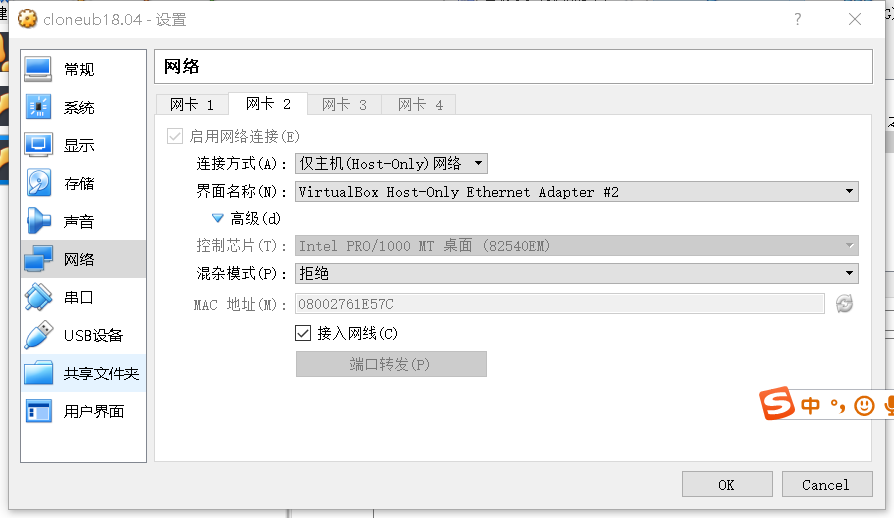 cloneub18.04 - 设置
?
常规
系统
显示
存储
声音
网络
串口
USB设备
共享文件夹
用户界面
网络
网卡 1 网卡 2 网卡 3 网卡 4
启用网络连接(E)
连接方式(A): 仅主机(Host-Only)网络
界面名称(N): VirtualBox Host-Only Ethernet Adapter #2
高级(d)
控制芯片(T): Intel PRO/1000 MT 桌面 (82540EM)
混杂模式(P): 拒绝
MAC 地址(M): 08002761E57C
接入网线(C)
端口转发(P)
S 中 °,
OK Cancel